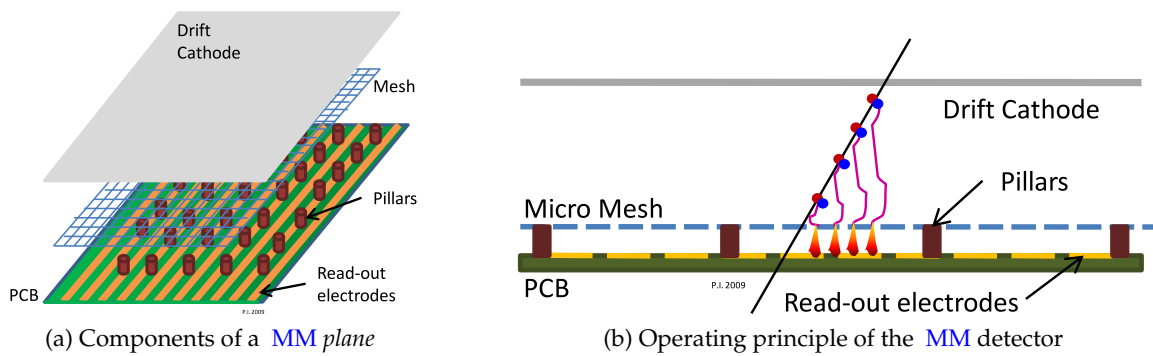 Drift
Cathode
Mesh
Pillars
Read-out
electrodes
PCB
P.I. 2009
(a) Components of a MM plane
Drift Cathode
Pillars
Micro Mesh
PCB
P.I. 2009
Read-out electrodes
(b) Operating principle of the MM detector